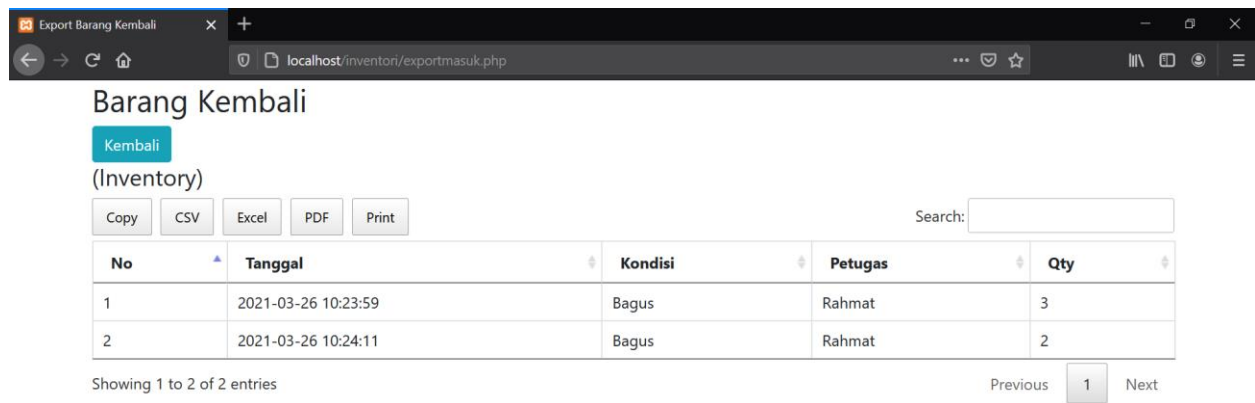 Export Barang Kembali
localhost/inventori/exportmasuk.php
Barang Kembali
Kembali
(Inventory)
Copy CSV Excel PDF Print Search:
No Tanggal Kondisi Petugas Qty
1 2021-03-26 10:23:59 Bagus Rahmat 3
2 2021-03-26 10:24:11 Bagus Rahmat 2
Showing 1 to 2 of 2 entries Previous 1 Next